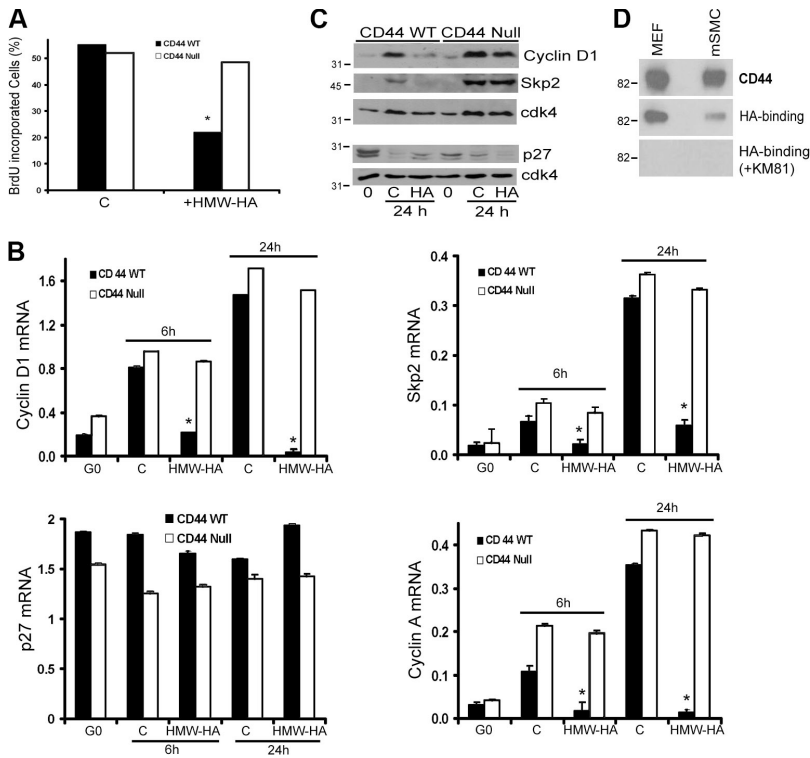 A
BrdU incorporated Cells (%)
50
40
30
20
10
0
CD44 WT
CD44 Null
*
C
+HMW-HA
C
CD44 WT CD44 Null
31
Cyclin D1
45
Skp2
31
cdk4
31
p27
31
cdk4
0 C HA 0 C HA
24 h 24 h
D
MEF
mSMC
82
CD44
82
HA-binding
82
HA-binding
(+KM81)
B
Cyclin D1 mRNA
1.6
1.2
0.8
0.4
0.0
CD 44 WT
CD44 Null
6h
24h
*
*
G0 C HMW-HA C HMW-HA
Skp2 mRNA
0.4
0.3
0.2
0.1
0.0
CD 44 WT
CD44 Null
6h
24h
*
*
G0 C HMW-HA C HMW-HA
p27 mRNA
2
1.5
1
0.5
0
CD44 WT
CD44 Null
G0 C HMW-HA C HMW-HA
6h 24h
Cyclin A mRNA
0.4
0.3
0.2
0.1
0.0
CD 44 WT
CD44 Null
6h
24h
*
*
G0 C HMW-HA C HMW-HA